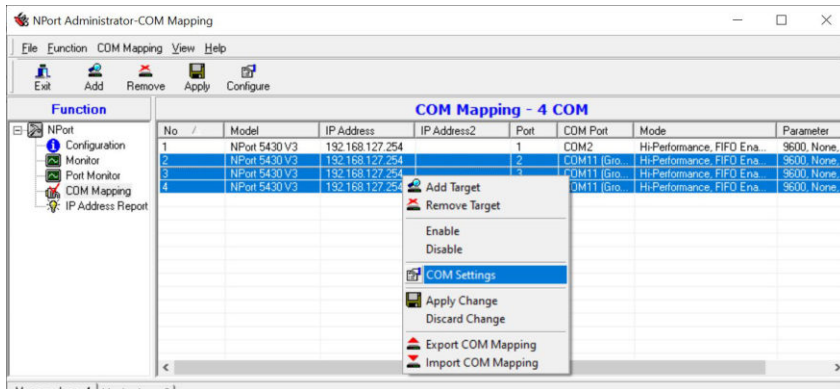 NPort Administrator-COM Mapping
File Function COM Mapping View Help
Exit Add Remove Apply Configure
Function
COM Mapping - 4 COM
NPort
Configuration
Monitor
Port Monitor
COM Mapping
IP Address Report
No / Model IP Address IP Address2 Port COM Port Mode Parameter
1 NPort 5430 V3 192.168.127.254 1 COM2 Hi-Performance, FIFO Ena... 9600, None,
2 NPort 5430 V3 192.168.127.254 2 COM11 (Gro... Hi-Performance, FIFO Ena... 9600, None,
3 NPort 5430 V3 192.168.127.254 3 COM11 (Gro... Hi-Performance, FIFO Ena... 9600, None,
4 NPort 5430 V3 192.168.127.254 OM11 (Gro... Hi-Performance, FIFO Ena... 9600, None,
Add Target
Remove Target
Enable
Disable
COM Settings
Apply Change
Discard Change
Export COM Mapping
Import COM Mapping